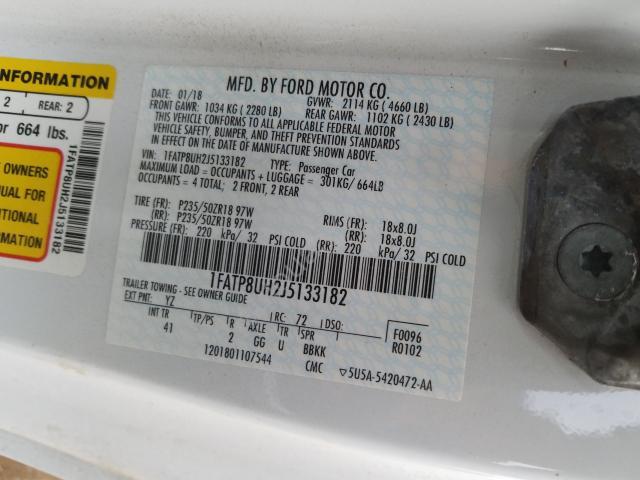 INFORMATION
2 REAR: 2
or 664 lbs.
1FATP8UH2J5133182
OWNERS
NUAL FOR
DITIONAL
ORMATION
MFD. BY FORD MOTOR CO.
DATE: 01/18 GVWR: 2114 KG ( 4660 LB)
FRONT GAWR: 1034 KG ( 2280 LB) REAR GAWR: 1102 KG ( 2430 LB)
THIS VEHICLE CONFORMS TO ALL APPLICABLE FEDERAL MOTOR
VEHICLE SAFETY, BUMPER, AND THEFT PREVENTION STANDARDS
IN EFFECT ON THE DATE OF MANUFACTURE SHOWN ABOVE.
VIN: 1FATP8UH2J5133182 TYPE: Passenger Car
MAXIMUM LOAD = OCCUPANTS + LUGGAGE = 301KG/ 664LB
OCCUPANTS = 4 TOTAL; 2 FRONT, 2 REAR
TIRE (FR): P235/50ZR18 97W RIMS (FR): 18x8.0J
(RR): P235/50ZR18 97W (RR): 18x8.0J
PRESSURE (FR): 220 kPa/ 32 PSI COLD (RR): 220 kPa/ 32 PSI COLD
1FATP8UH2J5133182
TRAILER TOWING - SEE OWNER GUIDE
EXT PNT: YZ RC: 72 F0096
INT TR TP/PS R AXLE TR SPR R0102
41 2 GG U BBKK
1201801107544 CMC ▽5U5A-5420472-AA